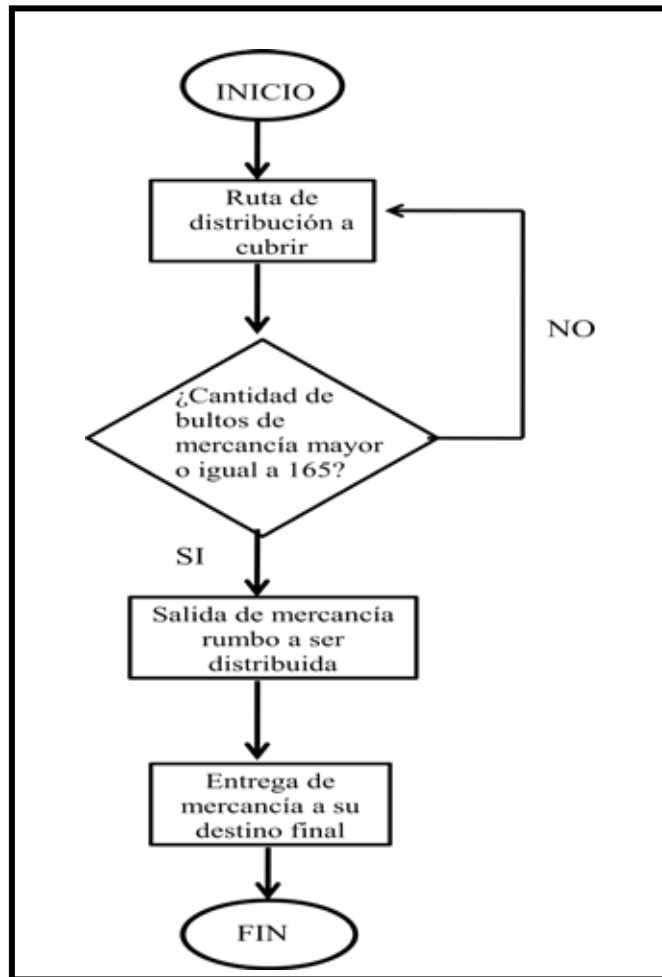 INICIO
Ruta de
distribución a
cubrir
NO
¿Cantidad de
bultos de
mercancía mayor
o igual a 165?
SI
Salida de mercancía
rumbo a ser
distribuida
Entrega de
mercancía a su
destino final
FIN